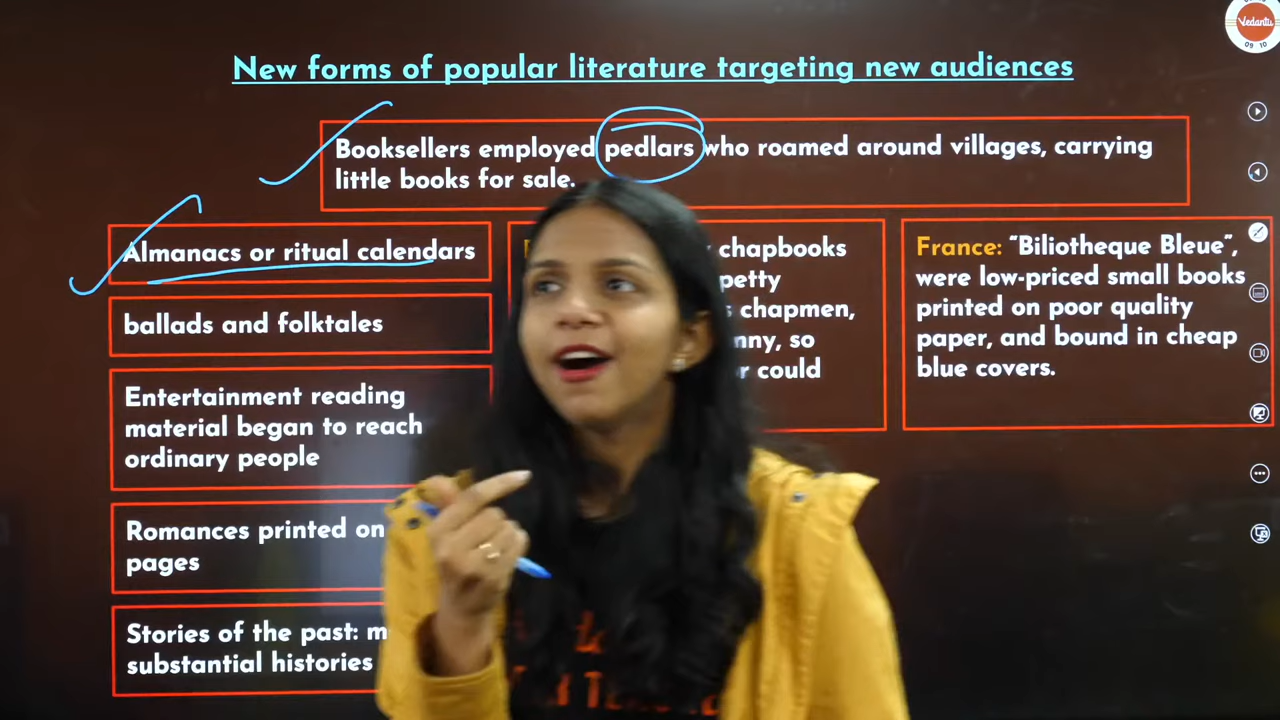 Vedantu
09 10
New forms of popular literature targeting new audiences
Booksellers employed pedlars who roamed around villages, carrying
little books for sale.
Almanacs or ritual calendars
ballads and folktales
Entertainment reading
material began to reach
ordinary people
Romances printed on
pages
Stories of the past:
substantial histories
chapbooks
petty
chapmen,
so
could
France: “Biliotheque Bleue”,
were low-priced small books
printed on poor quality
paper, and bound in cheap
blue covers.